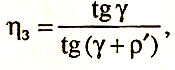 η₃ = tg γ / tg (γ + ρ′),